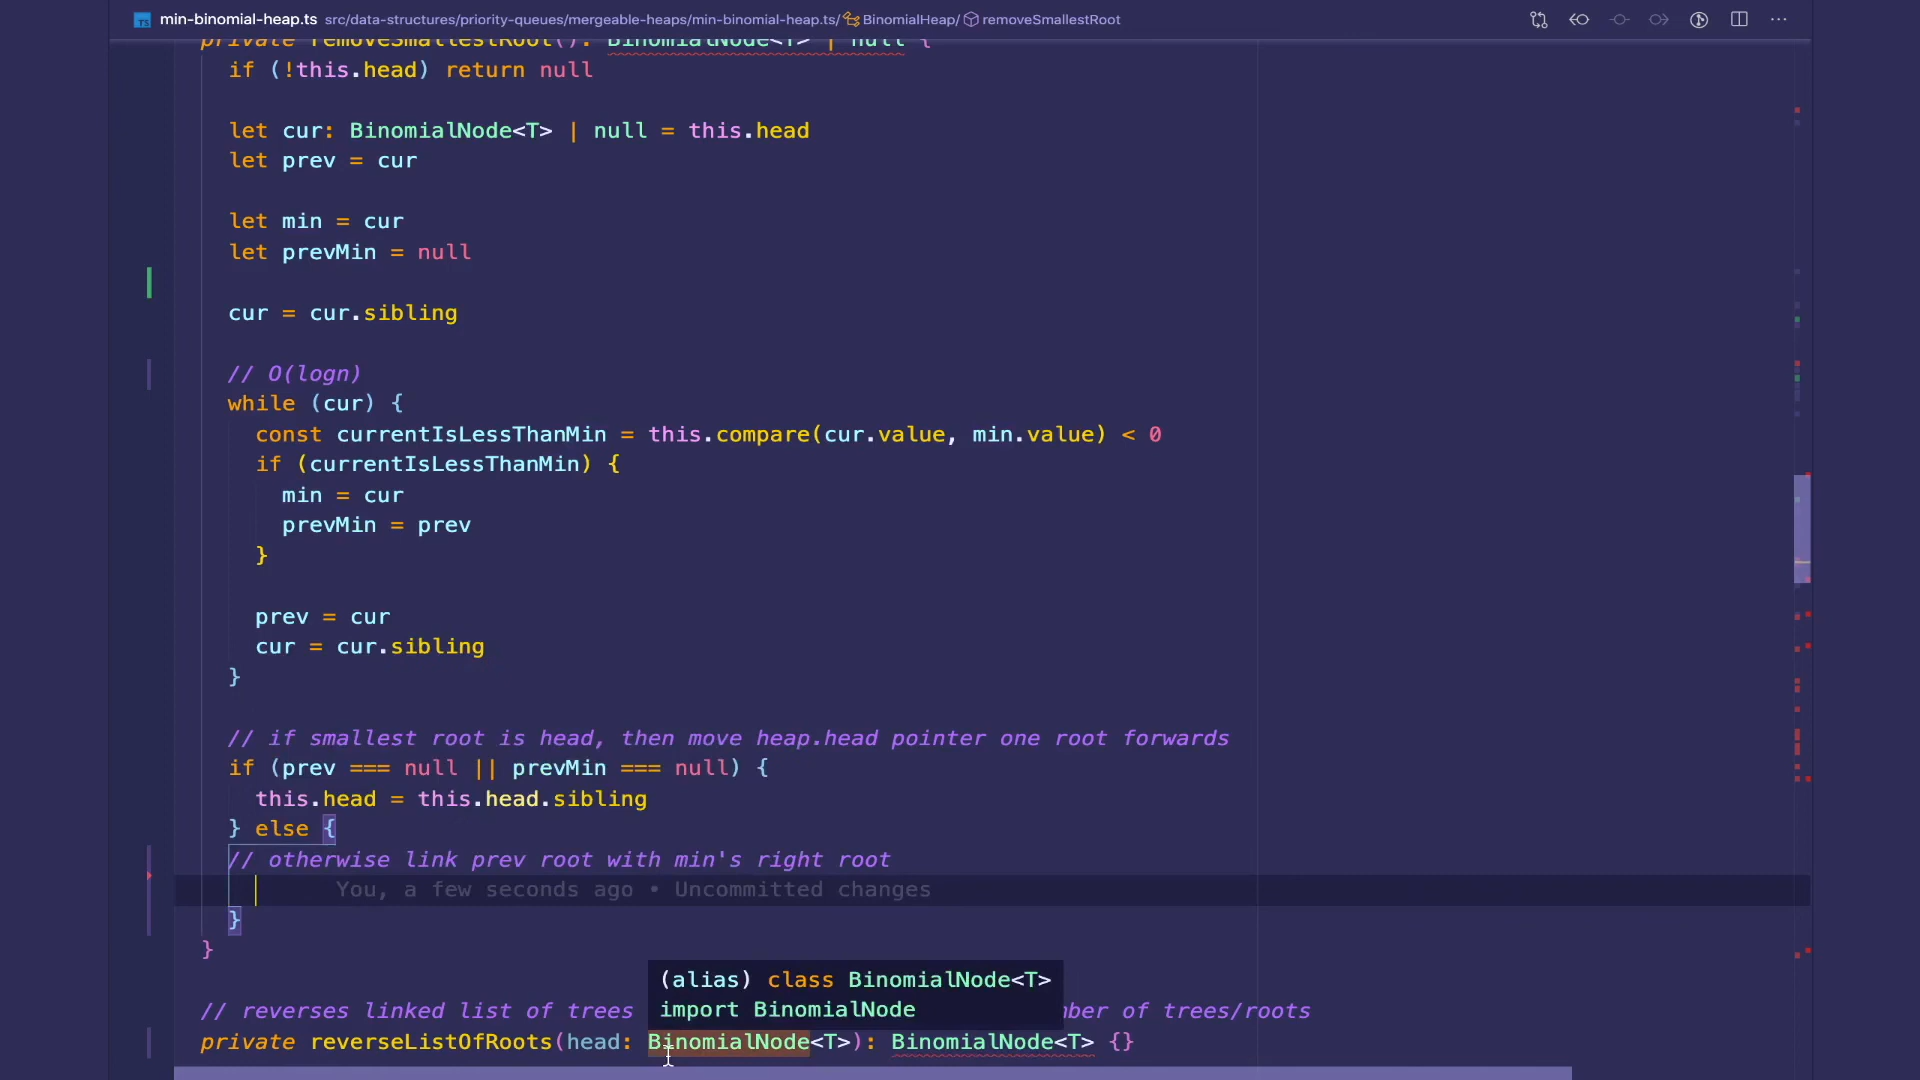 min-binomial-heap.ts src/data-structures/priority-queues/mergeable-heaps/min-binomial-heap.ts/ BinomialHeap/ removeSmallestRoot
private removeSmallestRoot(): BinomialNode<T> | null {
if (!this.head) return null
let cur: BinomialNode<T> | null = this.head
let prev = cur
let min = cur
let prevMin = null
cur = cur.sibling
// O(logn)
while (cur) {
const currentIsLessThanMin = this.compare(cur.value, min.value) < 0
if (currentIsLessThanMin) {
min = cur
prevMin = prev
}
prev = cur
cur = cur.sibling
}
// if smallest root is head, then move heap.head pointer one root forwards
if (prev === null || prevMin === null) {
this.head = this.head.sibling
} else {
// otherwise link prev root with min's right root
You, a few seconds ago • Uncommitted changes
}
}
(alias) class BinomialNode<T>
import BinomialNode
// reverses linked list of trees of trees/roots
private reverseListOfRoots(head: BinomialNode<T>): BinomialNode<T> {}